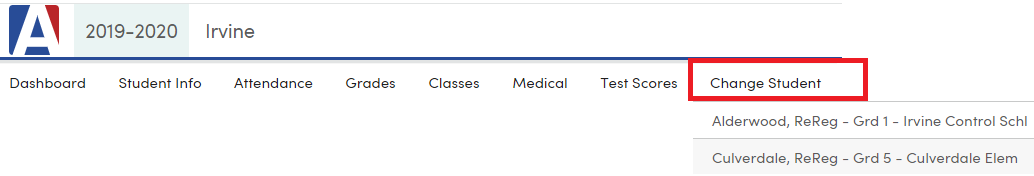 A 2019-2020 Irvine
Dashboard Student Info Attendance Grades Classes Medical Test Scores Change Student
Alderwood, ReReg - Grd 1 - Irvine Control Schl
Culverdale, ReReg - Grd 5 - Culverdale Elem